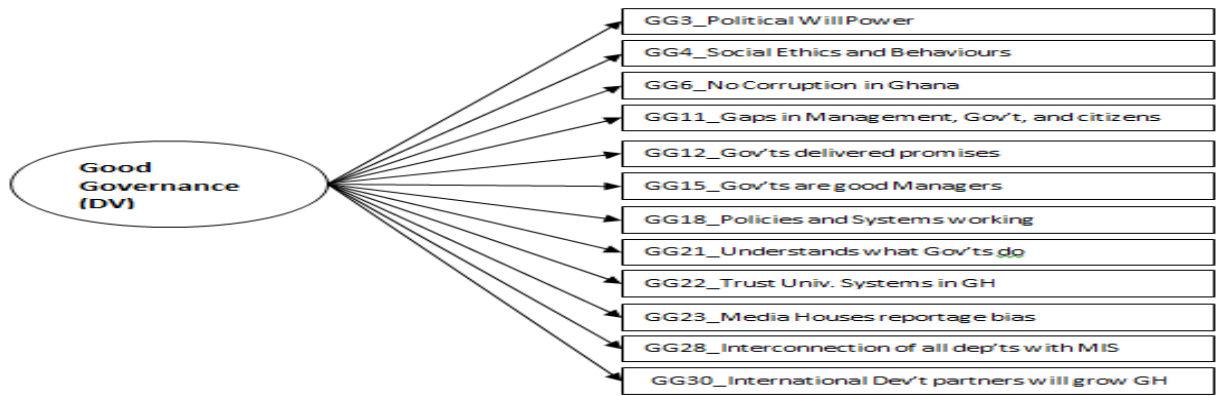 GG3_Political WillPower
GG4_Social Ethics and Behaviours
GG6_No Corruption in Ghana
GG11_Gaps in Management, Gov't, and citizens
GG12_Gov'ts delivered promises
Good
Governance
(DV)
GG15_Gov'ts are good Managers
GG18_Policies and Systems working
GG21_Understands what Gov'ts do
GG22_Trust Univ. Systems in GH
GG23_Media Houses reportage bias
GG28_Interconnection of all dep'ts with MIS
GG30_International Dev't partners will grow GH